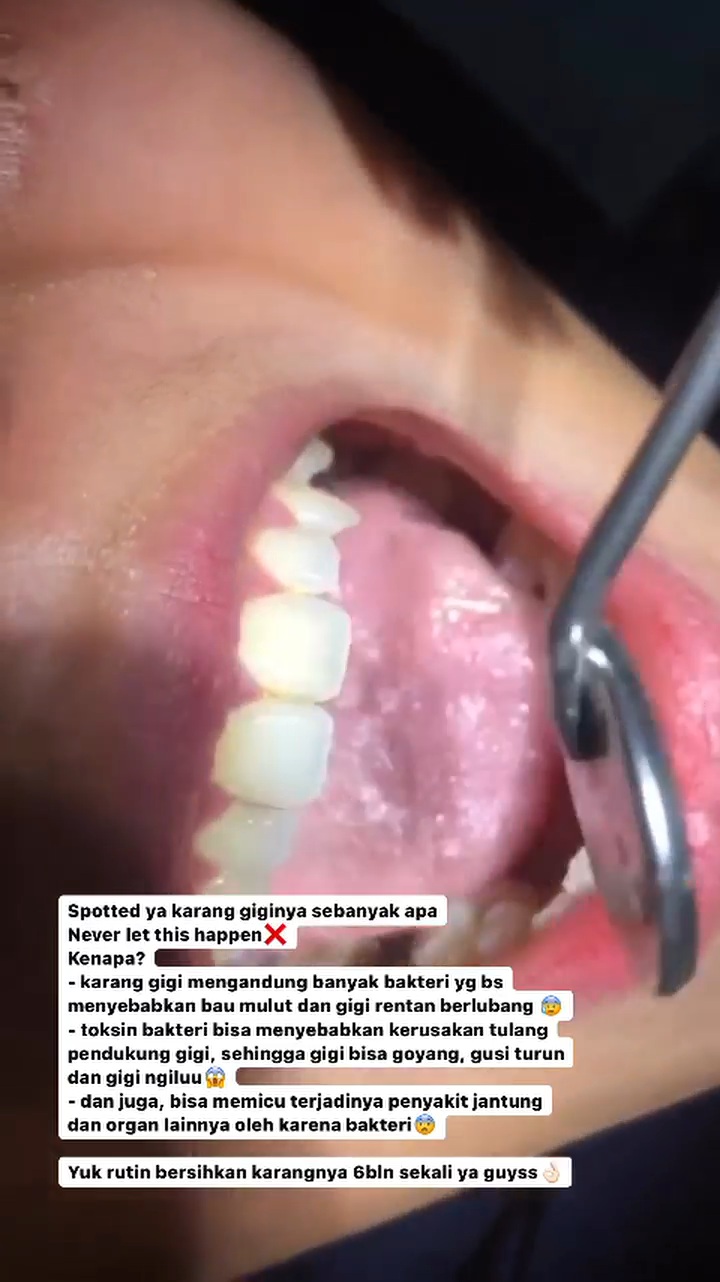 Spotted ya karang giginya sebanyak apa
Never let this happen❌
Kenapa?
- karang gigi mengandung banyak bakteri yg bs
menyebabkan bau mulut dan gigi rentan berlubang 😰
- toksin bakteri bisa menyebabkan kerusakan tulang
pendukung gigi, sehingga gigi bisa goyang, gusi turun
dan gigi ngiluu😱
- dan juga, bisa memicu terjadinya penyakit jantung
dan organ lainnya oleh karena bakteri😨
Yuk rutin bersihkan karangnya 6bln sekali ya guyss👌🏻